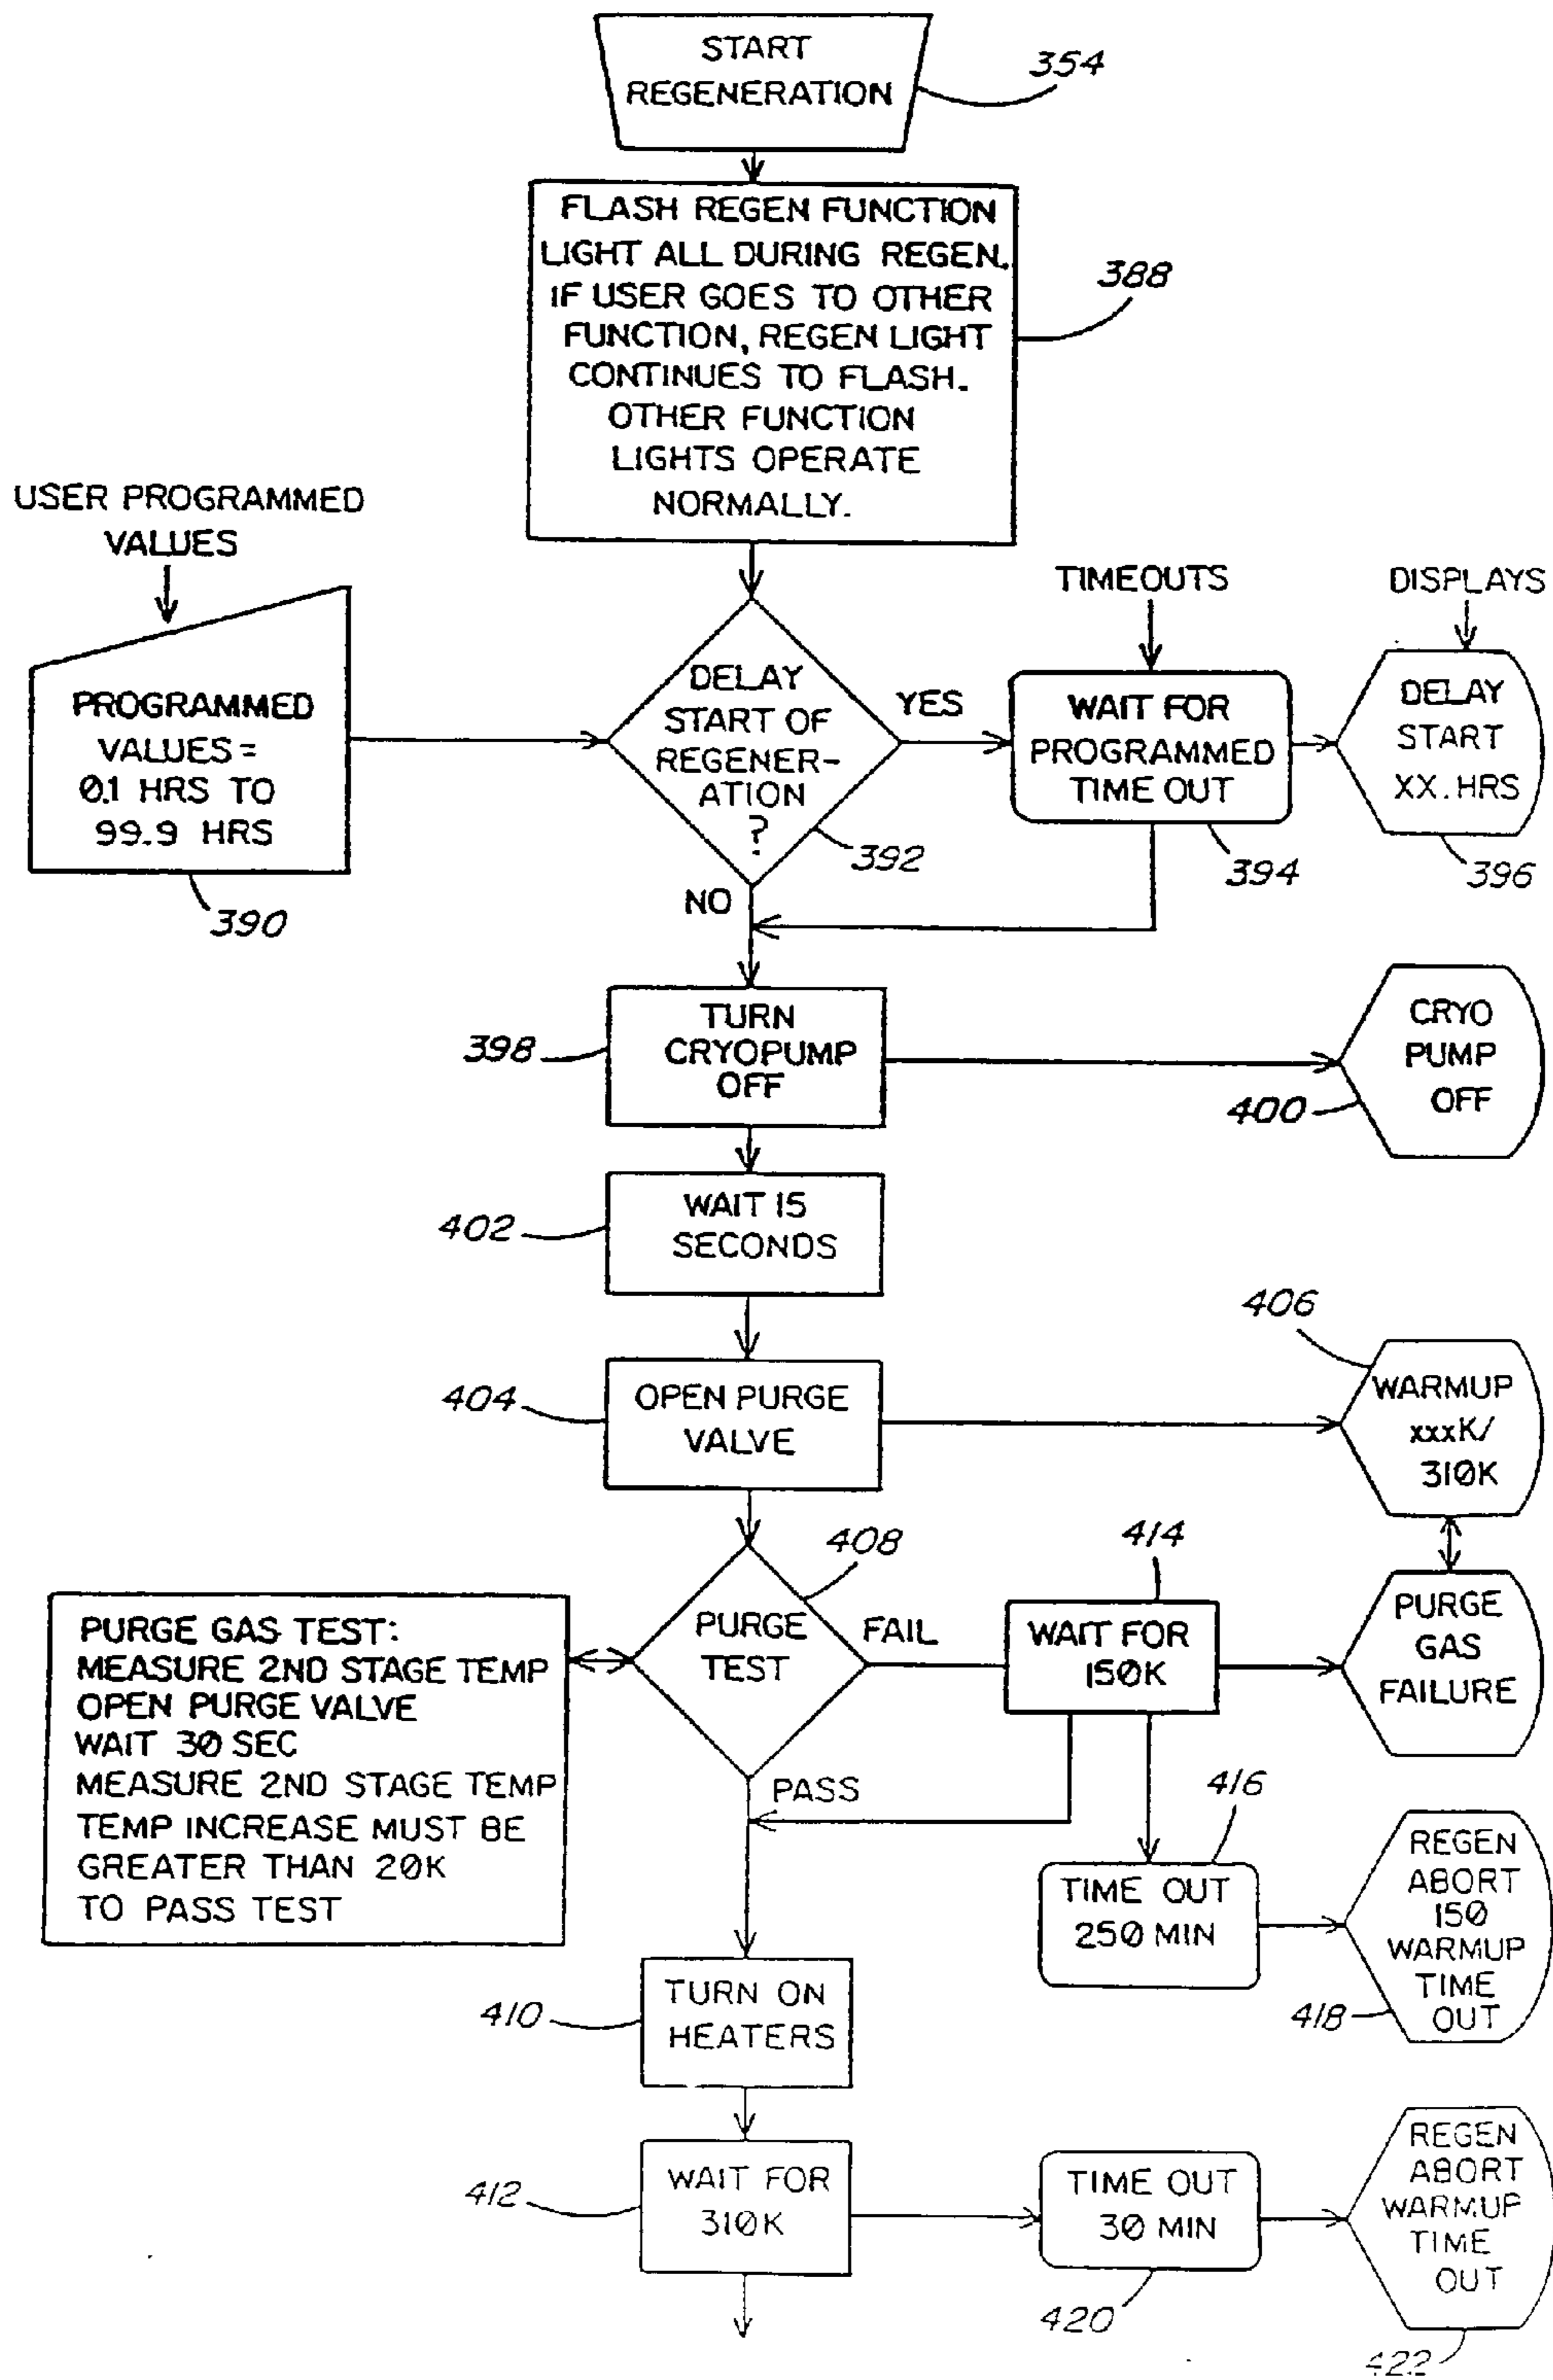 START
REGENERATION
354
FLASH REGEN FUNCTION
LIGHT ALL DURING REGEN.
IF USER GOES TO OTHER
FUNCTION, REGEN LIGHT
CONTINUES TO FLASH.
OTHER FUNCTION
LIGHTS OPERATE
NORMALLY.
388
USER PROGRAMMED
VALUES
PROGRAMMED
VALUES =
0.1 HRS TO
99.9 HRS
390
DELAY
START OF
REGENER-
ATION
?
392
YES
NO
TIMEOUTS
WAIT FOR
PROGRAMMED
TIME OUT
394
DISPLAYS
DELAY
START
XX.HRS
396
TURN
CRYOPUMP
OFF
398
CRYO
PUMP
OFF
400
WAIT 15
SECONDS
402
OPEN PURGE
VALVE
404
406
WARMUP
xxxK/
310K
PURGE
TEST
408
FAIL
PASS
PURGE GAS TEST:
MEASURE 2ND STAGE TEMP
OPEN PURGE VALVE
WAIT 30 SEC
MEASURE 2ND STAGE TEMP
TEMP INCREASE MUST BE
GREATER THAN 20K
TO PASS TEST
414
WAIT FOR
150K
PURGE
GAS
FAILURE
416
TIME OUT
250 MIN
REGEN
ABORT
150
WARMUP
TIME
OUT
418
TURN ON
HEATERS
410
WAIT FOR
310K
412
TIME OUT
30 MIN
420
REGEN
ABORT
WARMUP
TIME
OUT
422